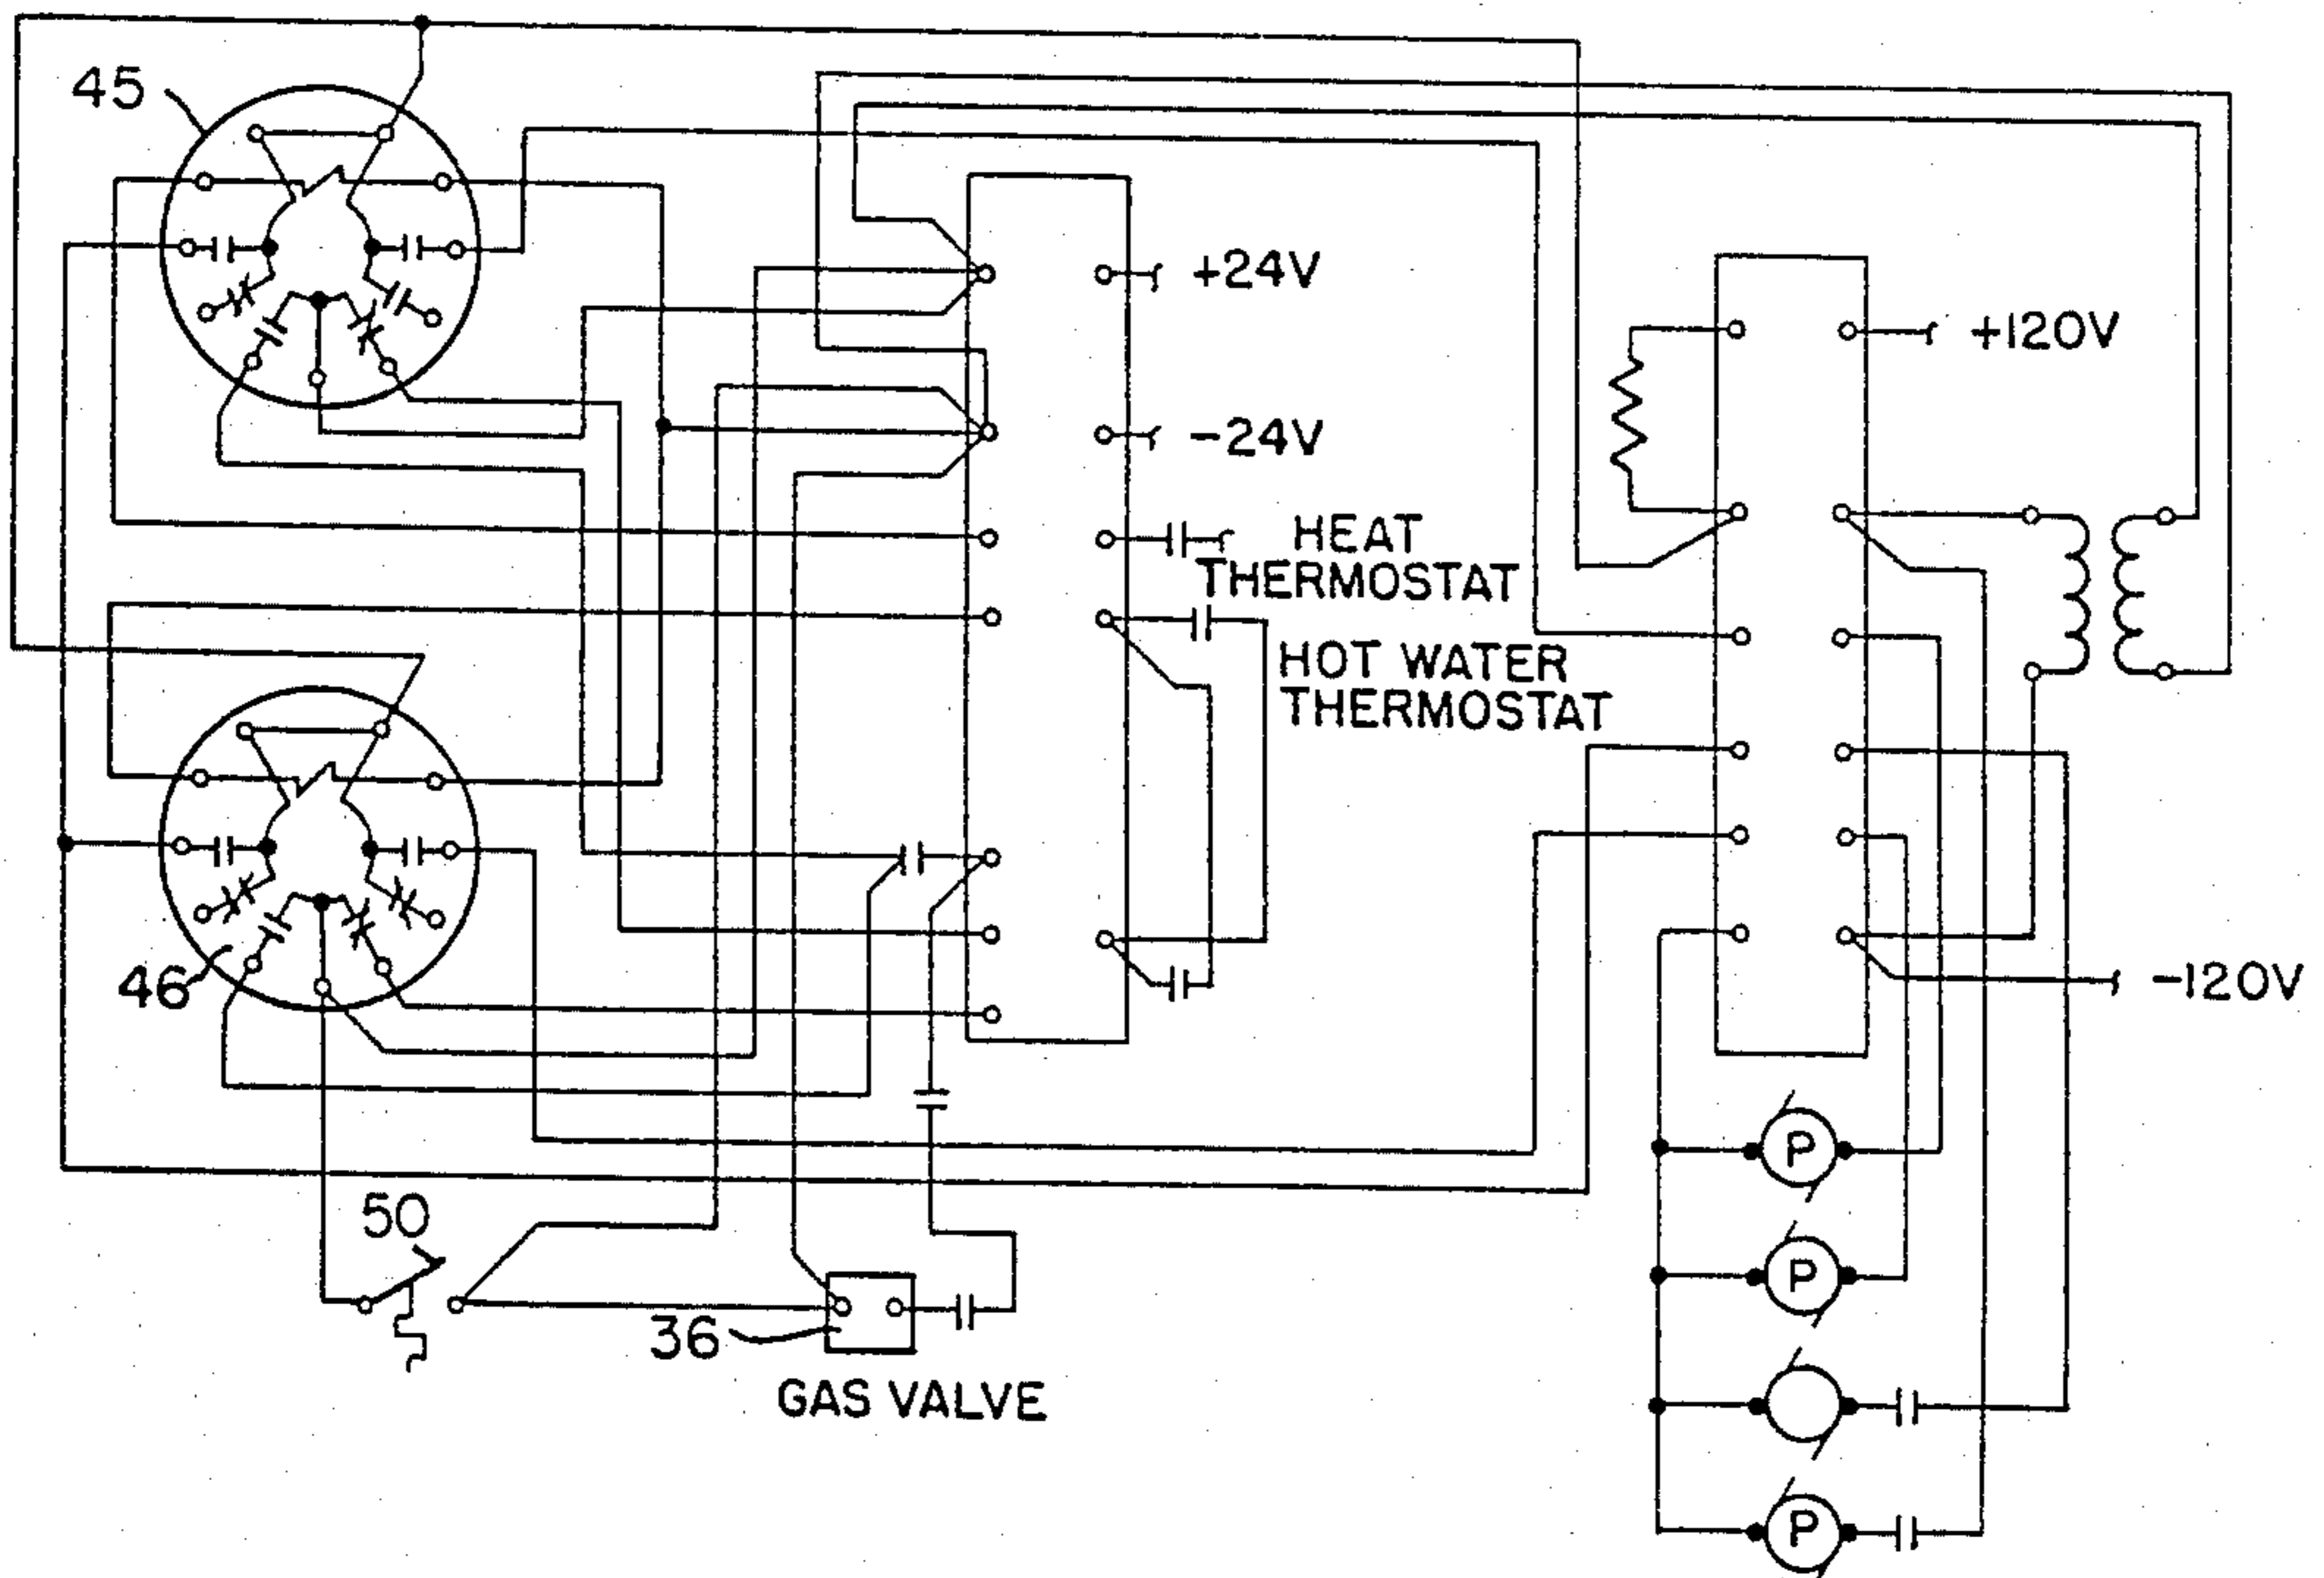 45
+24V
+120V
-24V
HEAT
THERMOSTAT
HOT WATER
THERMOSTAT
46
-120V
P
50
P
36
GAS VALVE
P